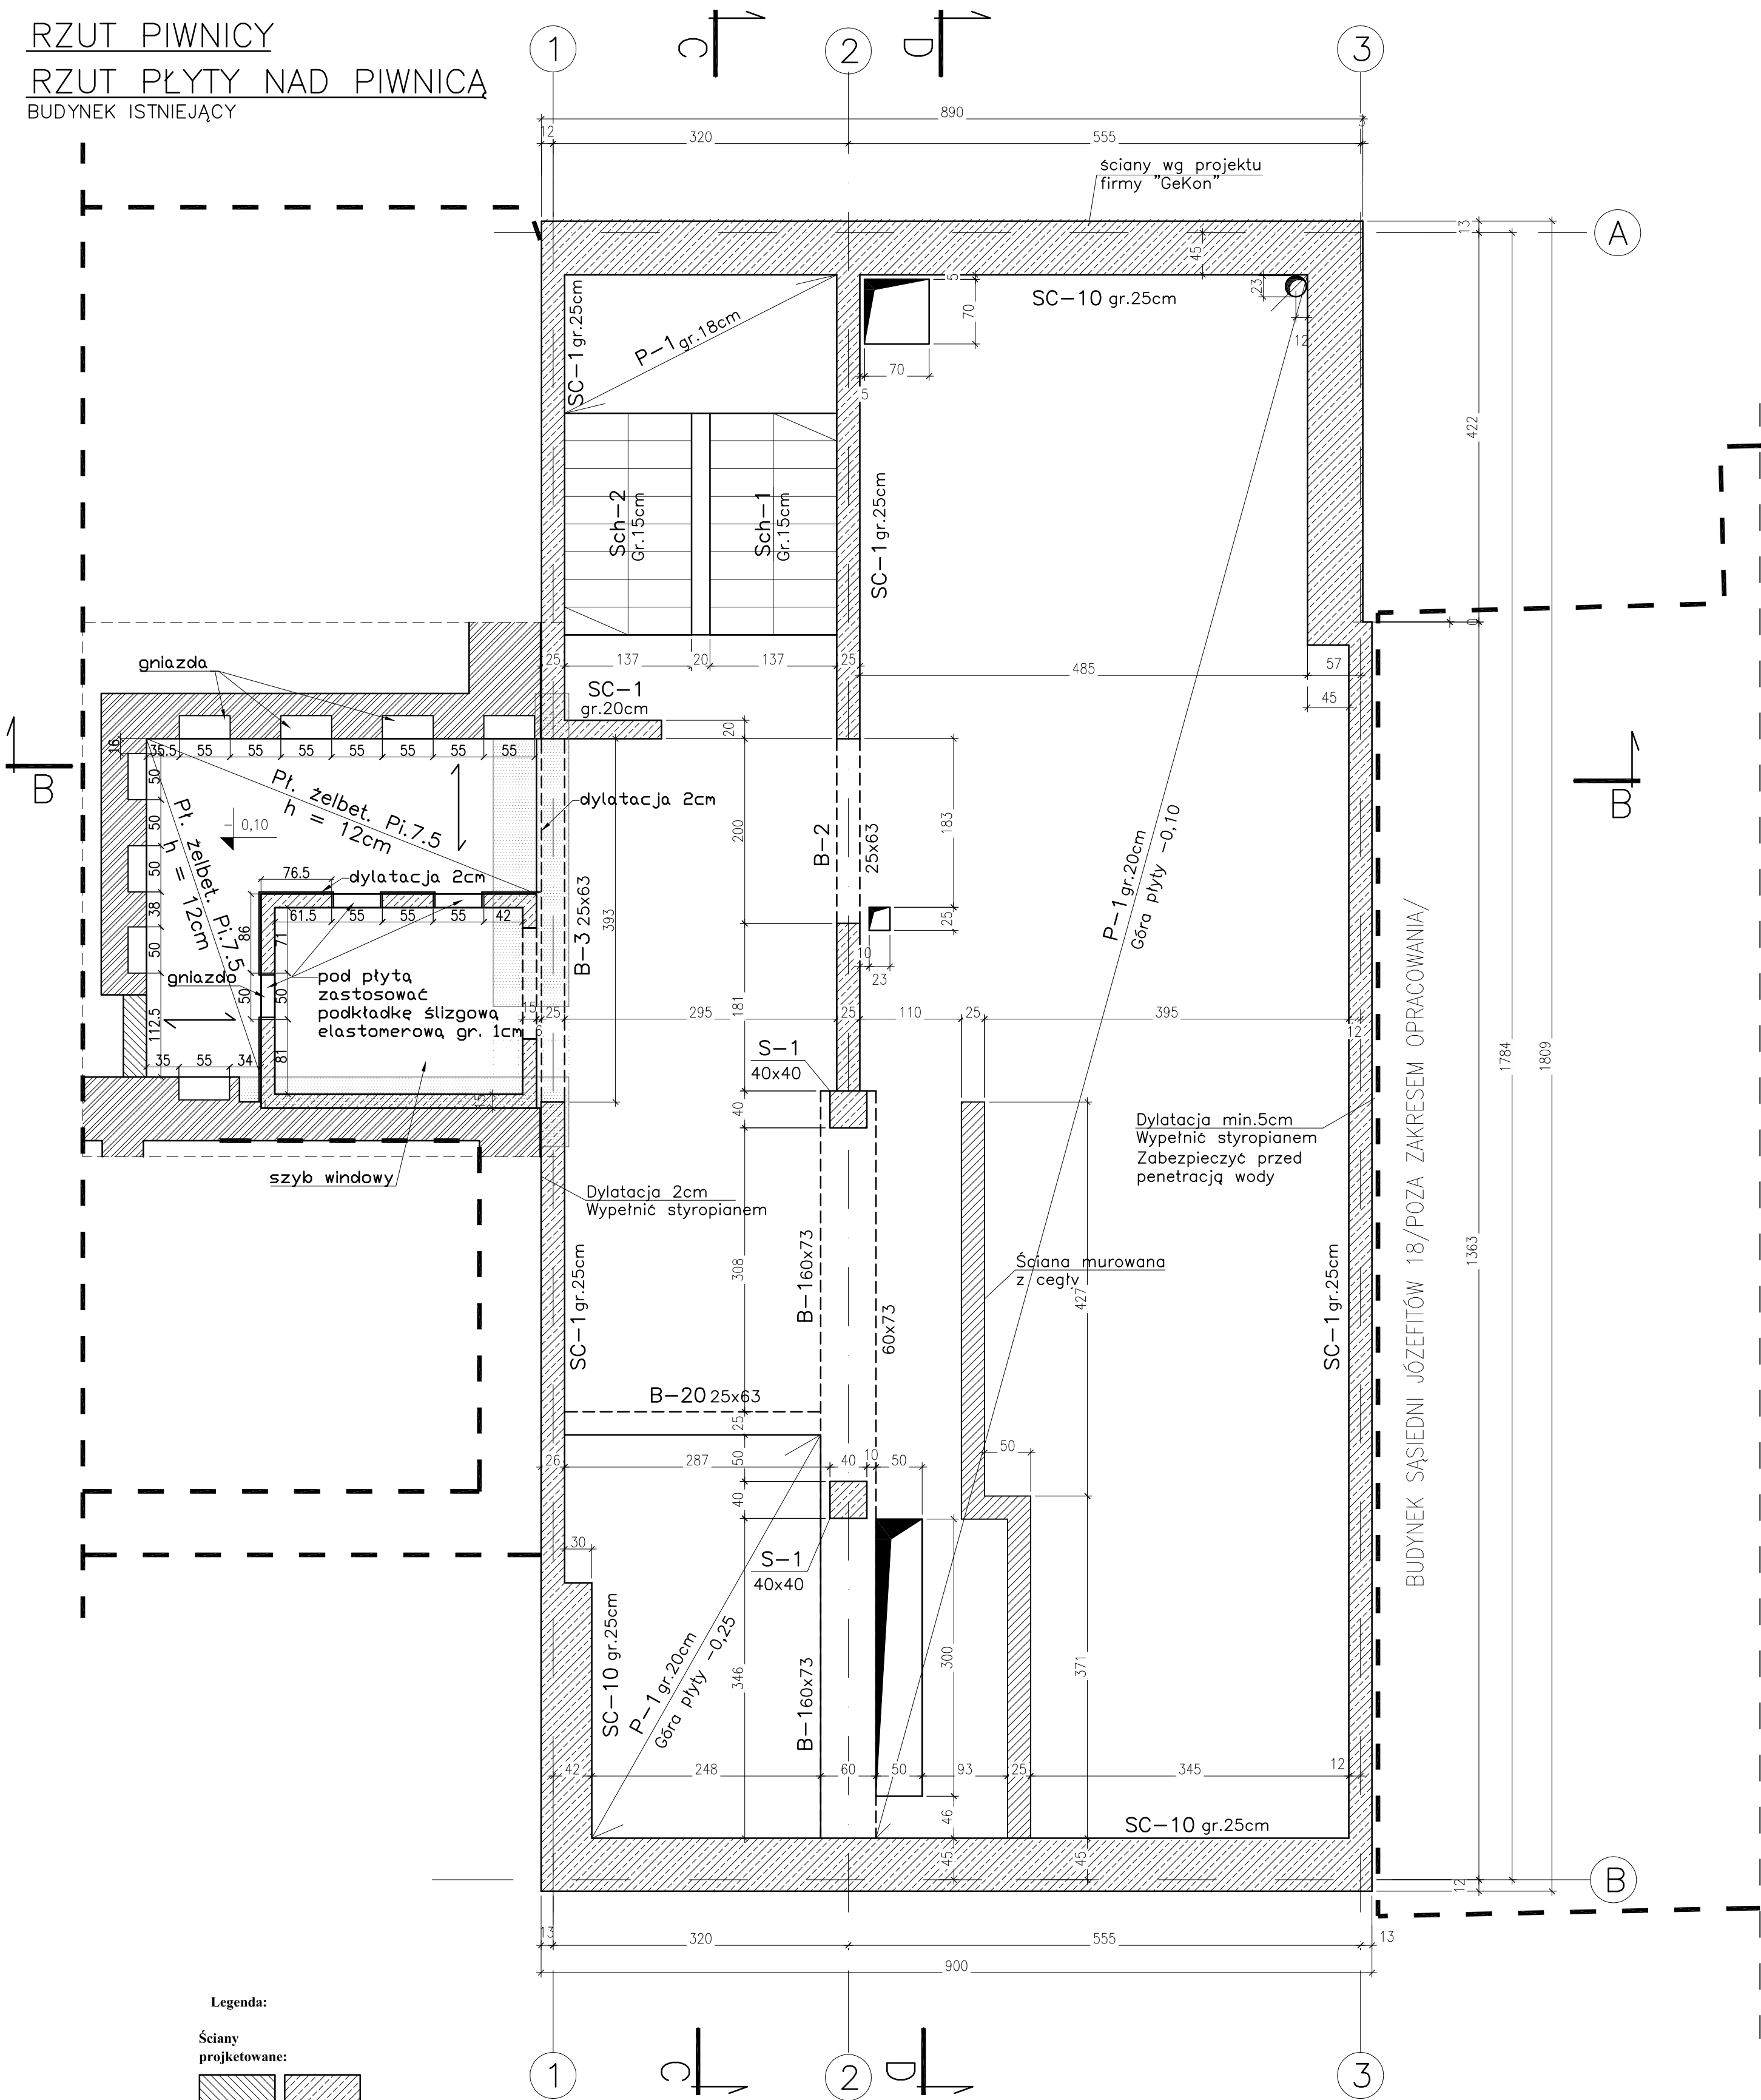 RZUT PIWNICY
RZUT PŁYTY NAD PIWNICĄ
BUDYNEK ISTNIEJĄCY
C
D
1
2
3
890
12
320
555
3
ściany wg projektu
firmy "GeKon"
A
13
45
5
70
70
5
SC-10 gr.25cm
23
12
SC-1 gr.25cm
P-1 gr.18cm
422
1784
1809
Sch-2
Gr.15cm
Sch-1
Gr.15cm
SC-1 gr.25cm
0
25
137
20
137
25
485
57
45
SC-1
gr.20cm
20
gniazda
B
B
16
35.5
55
55
55
55
55
55
55
50
50
50
38
50
112.5
Pł. żelbet. Pi.7.5
h = 12cm
Pł. żelbet. Pi.7.5
h = 12cm
- 0,10
dylatacja 2cm
76.5
dylatacja 2cm
61.5
55
55
55
42
86
71
50
50
81
gniazdo
pod płytą
zastosować
podkładkę ślizgową
elastomerową gr. 1cm
B-3 25x63
393
200
B-2
25x63
183
25
10
23
P-1 gr.20cm
Góra płyty -0,10
15
6
25
295
25
110
25
395
12
181
35
55
34
15
S-1
40x40
40
szyb windowy
Dylatacja 2cm
Wypełnić styropianem
Dylatacja min.5cm
Wypełnić styropianem
Zabezpieczyć przed
penetracją wody
BUDYNEK SĄSIEDNI JÓZEFITÓW 18/POZA ZAKRESEM OPRACOWANIA/
1363
SC-1 gr.25cm
308
B-1 60x73
60x73
Ściana murowana
z cegły
427
SC-1 gr.25cm
B-20 25x63
25
50
26
287
40
10
50
50
40
30
S-1
40x40
SC-10 gr.25cm
P-1 gr.20cm
Góra płyty -0,25
346
B-1 60x73
300
371
42
248
60
50
93
25
345
12
46
SC-10 gr.25cm
45
45
12
B
13
320
555
13
900
Legenda:
Ściany
projketowane:
1
C
2
D
3